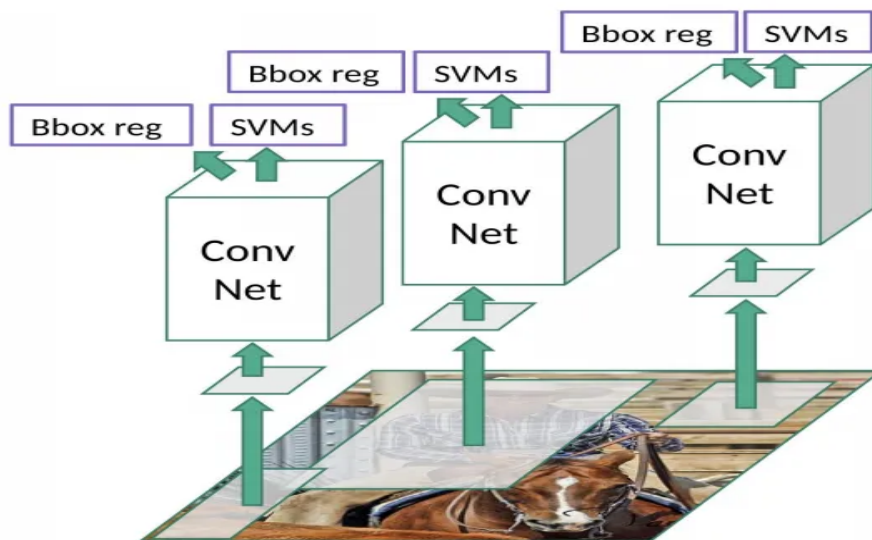 Bbox reg SVMs
Bbox reg SVMs
Bbox reg SVMs
Conv
Net
Conv
Net
Conv
Net